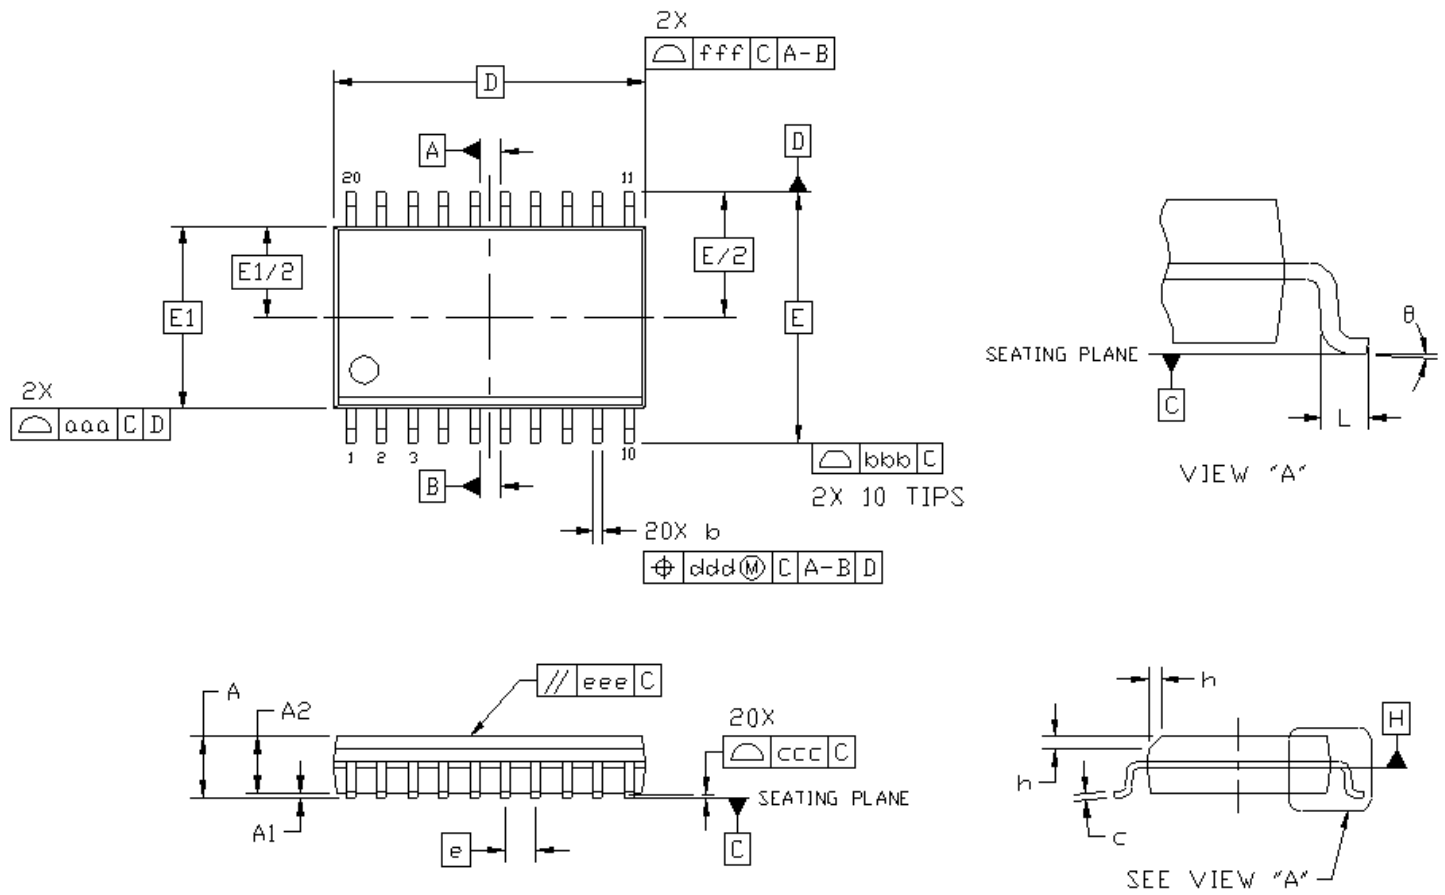 2X
⌓ fff C A-B
D
A
D
20
11
E1/2
E/2
E1
E
2X
⌓ aaa C D
1 2 3 10
B
⌓ bbb C
2X 10 TIPS
20X b
⌖ ddd Ⓜ C A-B D
θ
SEATING PLANE
C
L
VIEW "A"
// eee C
A
A2
20X
⌓ ccc C
SEATING PLANE
A1
e
C
h
H
h
c
SEE VIEW "A"